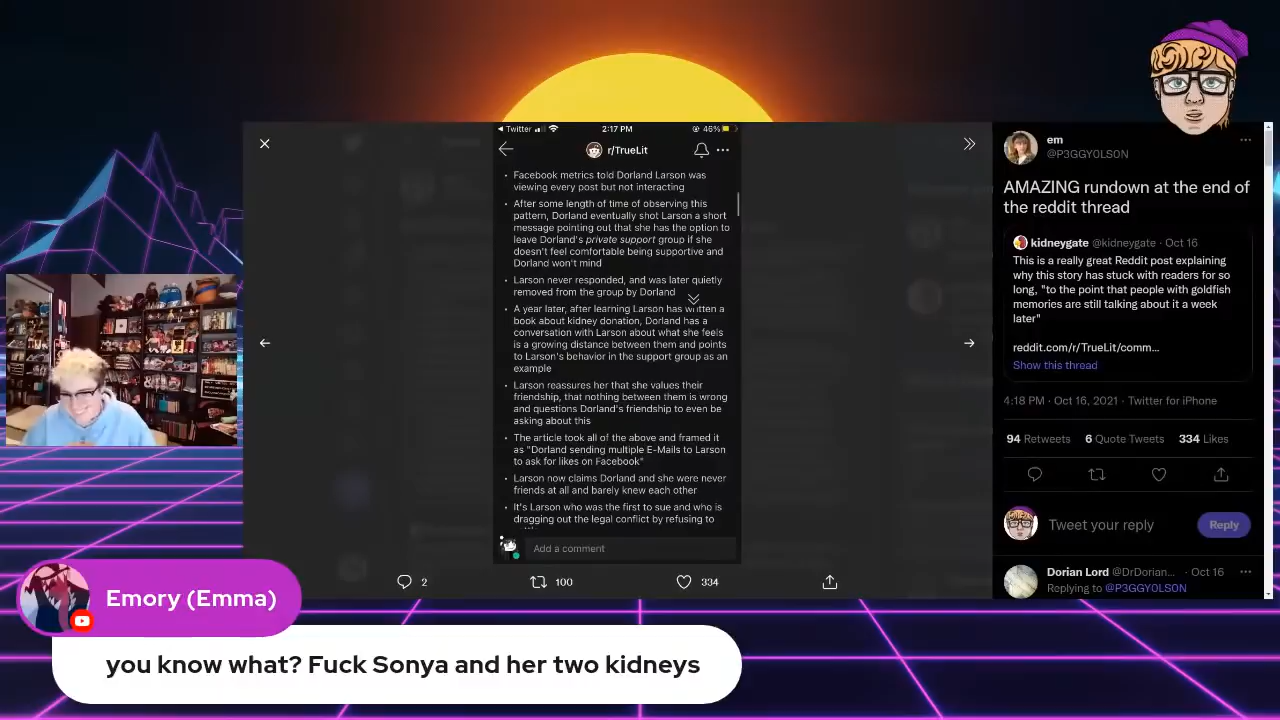 Twitter
2:17 PM
46%
r/TrueLit
• Facebook metrics told Dorland Larson was
viewing every post but not interacting
• After some length of time of observing this
pattern, Dorland eventually shot Larson a short
message pointing out that she has the option to
leave Dorland's private support group if she
doesn't feel comfortable being supportive and
Dorland won't mind
• Larson never responded, and was later quietly
removed from the group by Dorland
• A year later, after learning Larson has written a
book about kidney donation, Dorland has a
conversation with Larson about what she feels
is a growing distance between them and points
to Larson's behavior in the support group as an
example
• Larson reassures her that she values their
friendship, that nothing between them is wrong
and questions Dorland's friendship to even be
asking about this
• The article took all of the above and framed it
as "Dorland sending multiple E-Mails to Larson
to ask for likes on Facebook"
• Larson now claims Dorland and she were never
friends at all and barely knew each other
• It's Larson who was the first to sue and who is
dragging out the legal conflict by refusing to
Add a comment
2
100
334
em
@P3GGYOLSON
AMAZING rundown at the end of
the reddit thread
kidneygate @kidneygate · Oct 16
This is a really great Reddit post explaining
why this story has stuck with readers for so
long, "to the point that people with goldfish
memories are still talking about it a week
later"
reddit.com/r/TrueLit/comm...
Show this thread
4:18 PM · Oct 16, 2021 · Twitter for iPhone
94 Retweets 6 Quote Tweets 334 Likes
Tweet your reply
Reply
Dorian Lord @DrDorian... · Oct 16
Replying to @P3GGYOLSON
Emory (Emma)
you know what? Fuck Sonya and her two kidneys